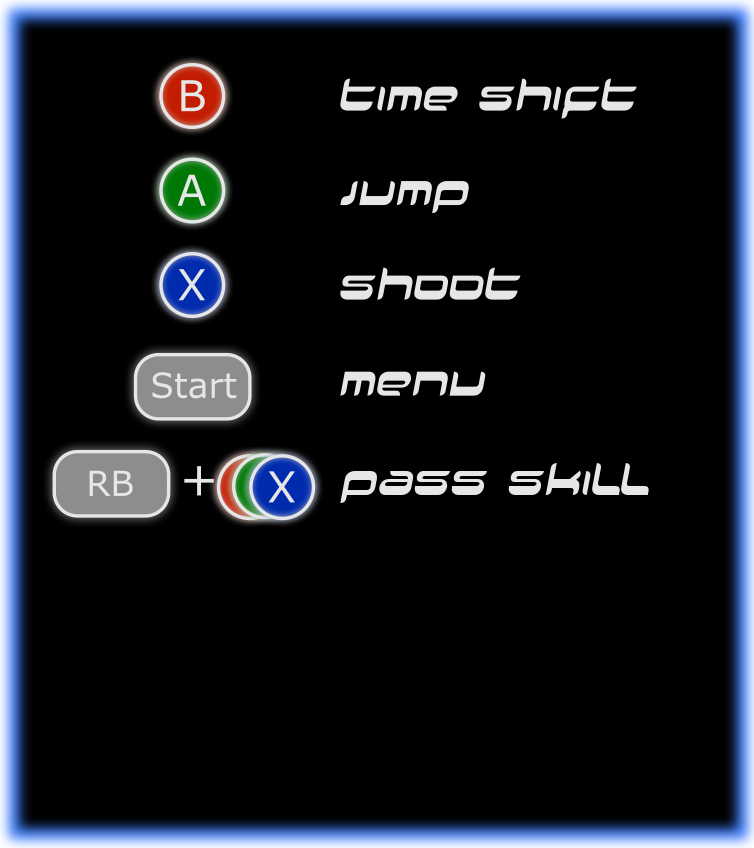 B time shift
A jump
X shoot
Start menu
RB + X pass skill